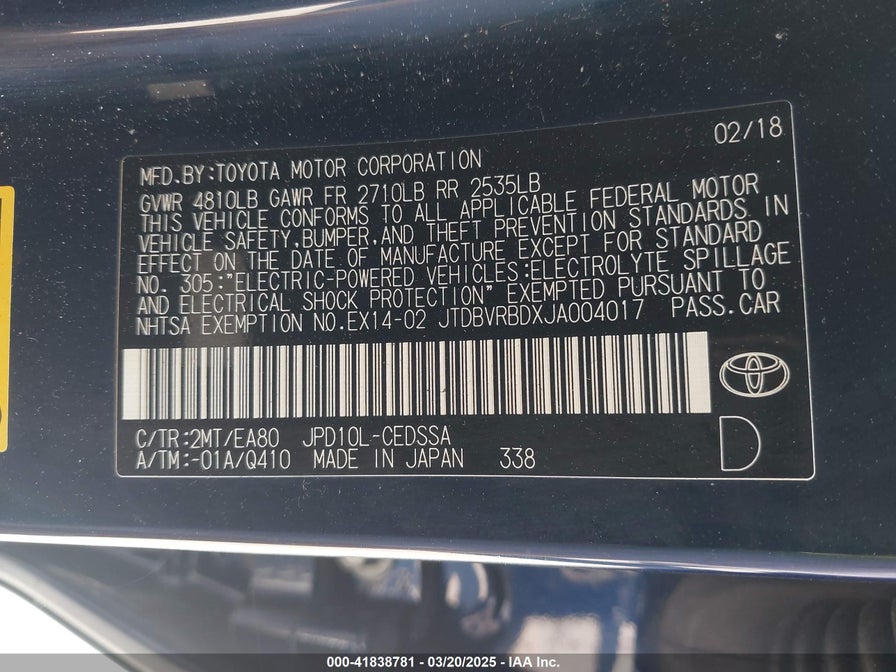 02/18
MFD.BY:TOYOTA MOTOR CORPORATION
GVWR 4810LB GAWR FR 2710LB RR 2535LB
THIS VEHICLE CONFORMS TO ALL APPLICABLE FEDERAL MOTOR
VEHICLE SAFETY,BUMPER,AND THEFT PREVENTION STANDARDS IN
EFFECT ON THE DATE OF MANUFACTURE EXCEPT FOR STANDARD
NO. 305:"ELECTRIC-POWERED VEHICLES:ELECTROLYTE SPILLAGE
AND ELECTRICAL SHOCK PROTECTION" EXEMPTED PURSUANT TO
NHTSA EXEMPTION NO.EX14-02 JTDBVRBDXJA004017 PASS.CAR
C/TR:2MT/EA80 JPD10L-CEDSSA
A/TM:-01A/Q410 MADE IN JAPAN 338
D
000-41838781 - 03/20/2025 - IAA Inc.